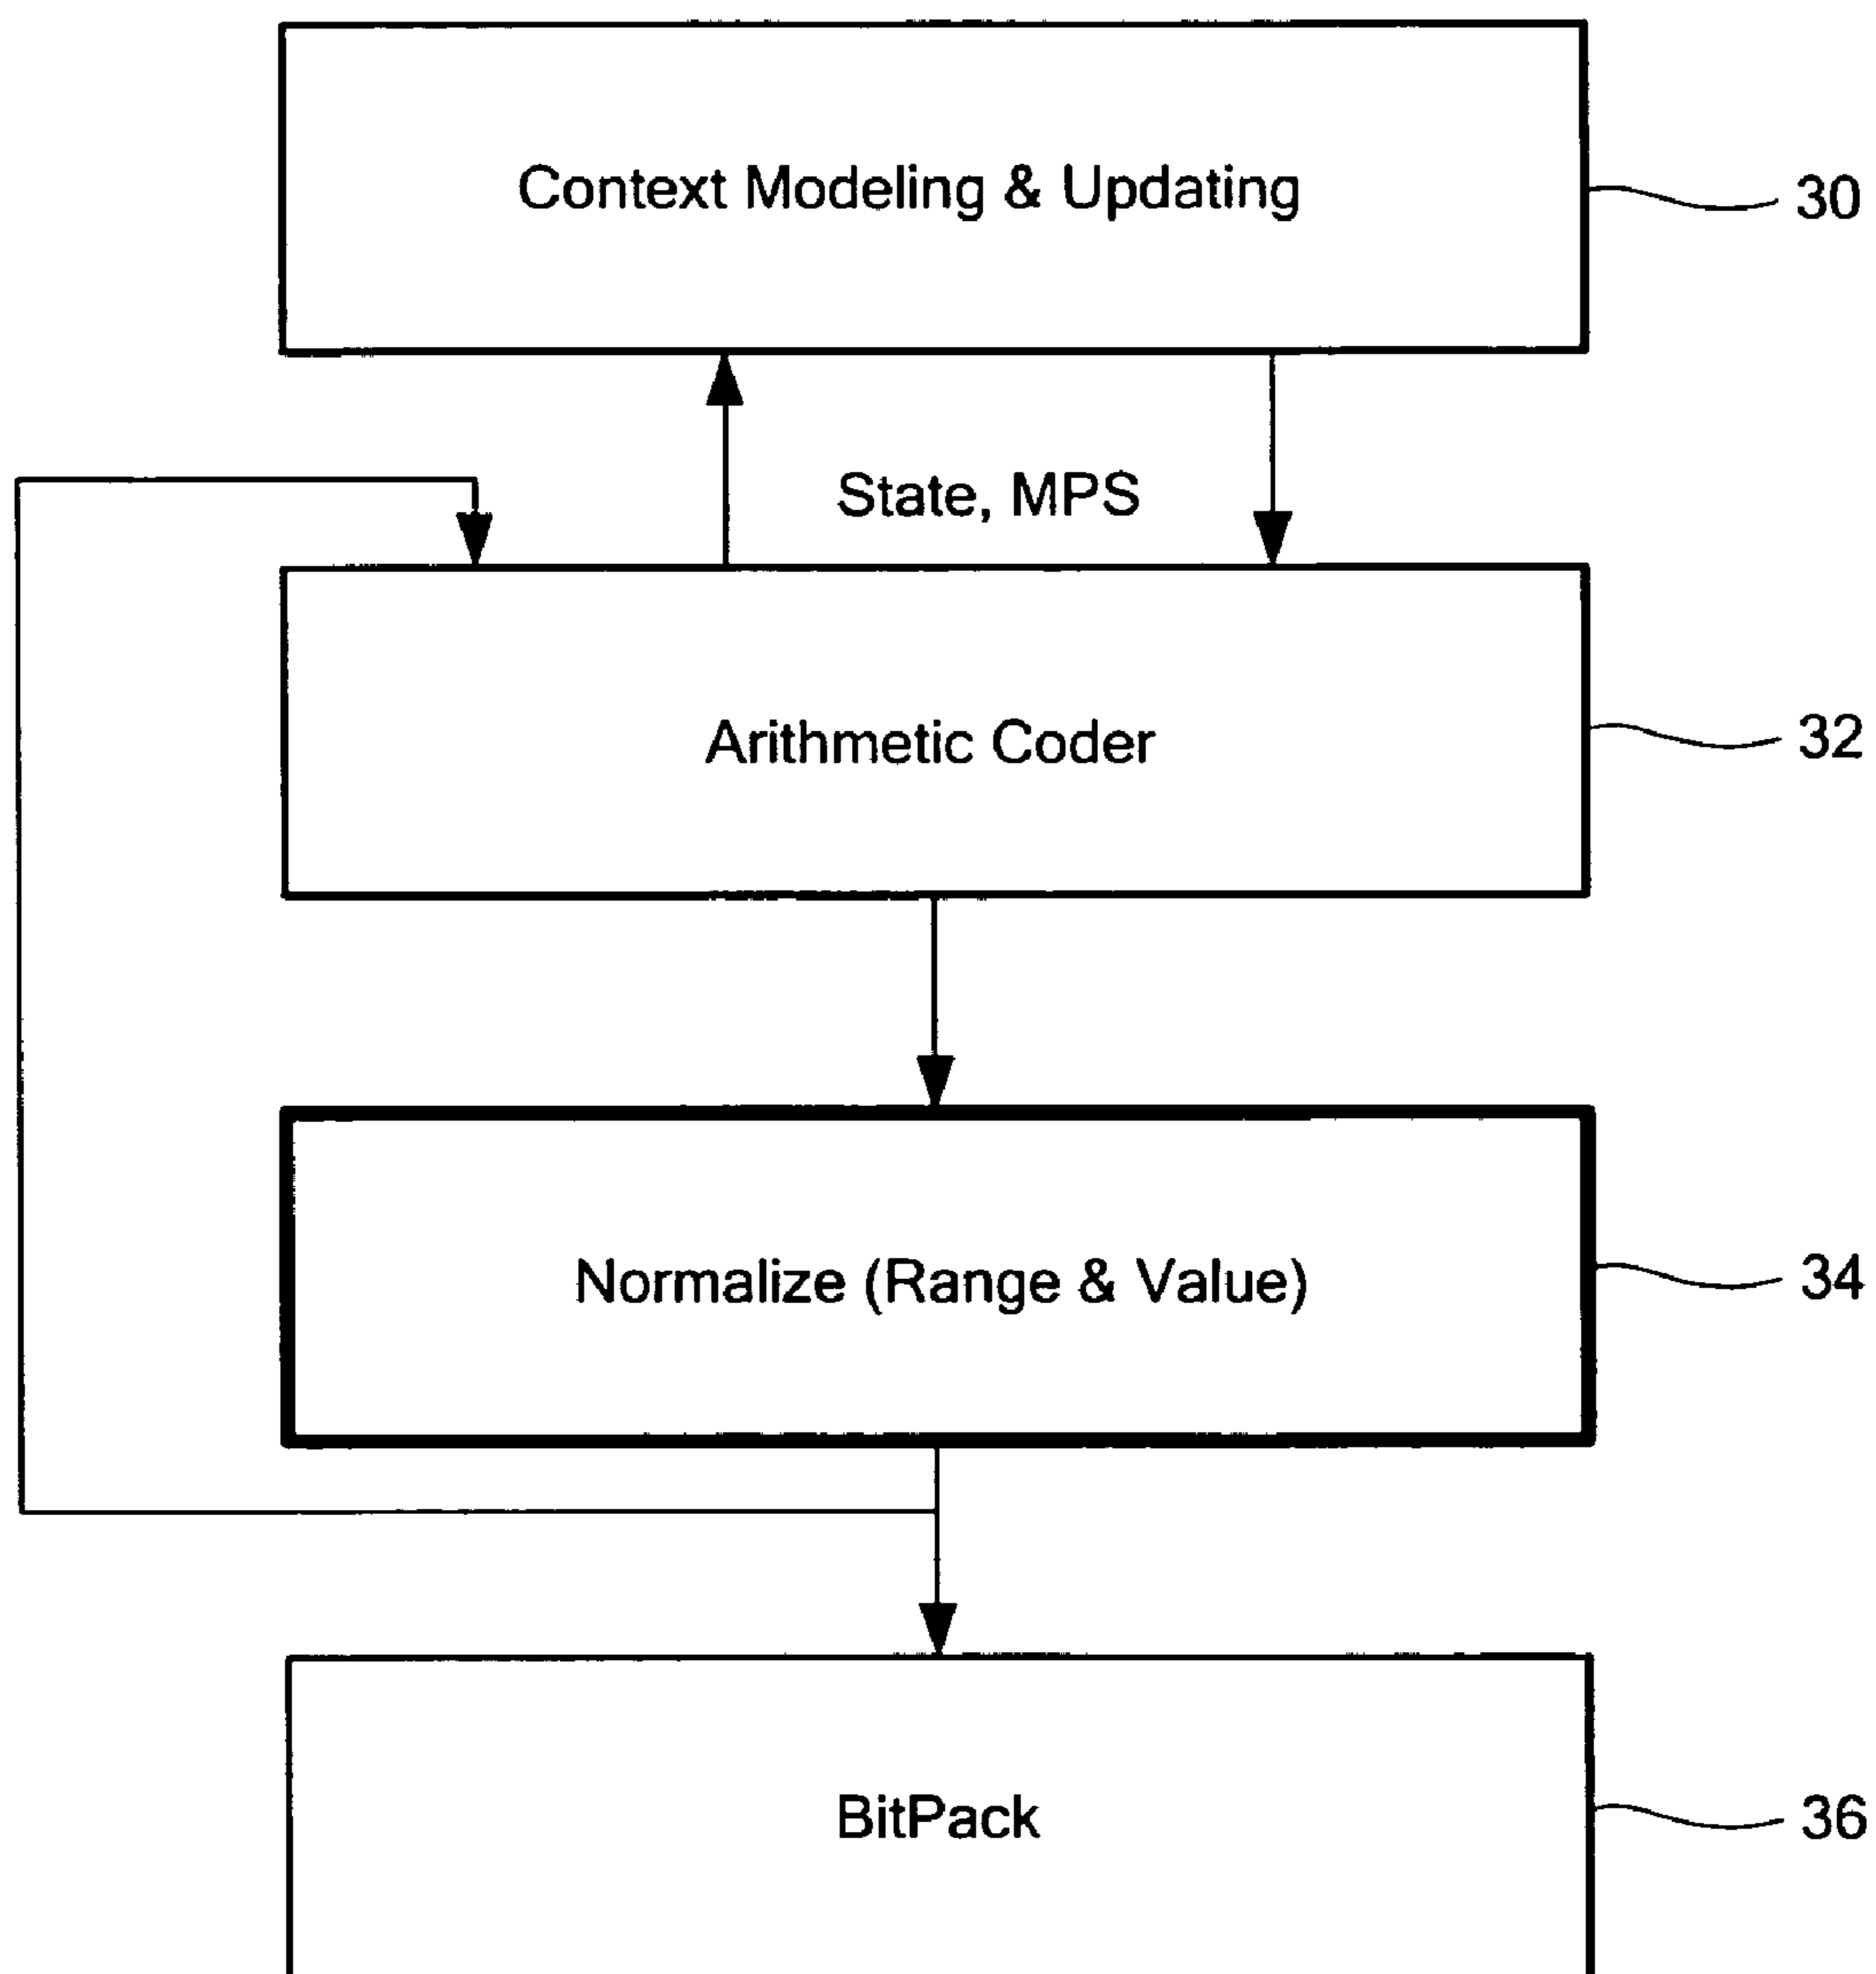 Context Modeling & Updating
30
State, MPS
Arithmetic Coder
32
Normalize (Range & Value)
34
BitPack
36